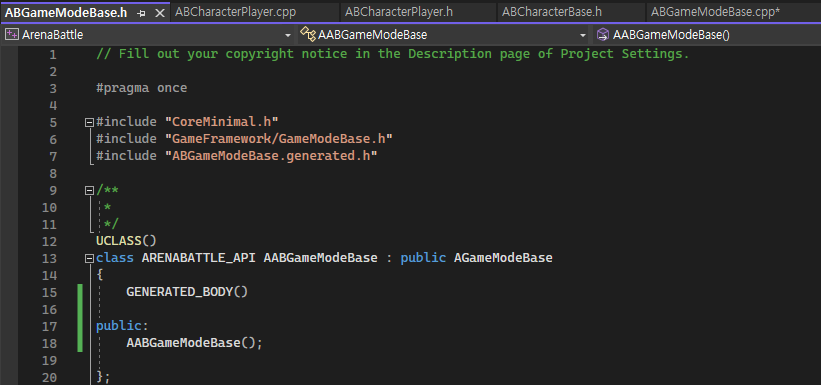 ABGameModeBase.h ABCharacterPlayer.cpp ABCharacterPlayer.h ABCharacterBase.h ABGameModeBase.cpp*
ArenaBattle AABGameModeBase AABGameModeBase()
1 // Fill out your copyright notice in the Description page of Project Settings.
2
3 #pragma once
4
5 #include "CoreMinimal.h"
6 #include "GameFramework/GameModeBase.h"
7 #include "ABGameModeBase.generated.h"
8
9 /**
10 *
11 */
12 UCLASS()
13 class ARENABATTLE_API AABGameModeBase : public AGameModeBase
14 {
15 GENERATED_BODY()
16
17 public:
18 AABGameModeBase();
19
20 };